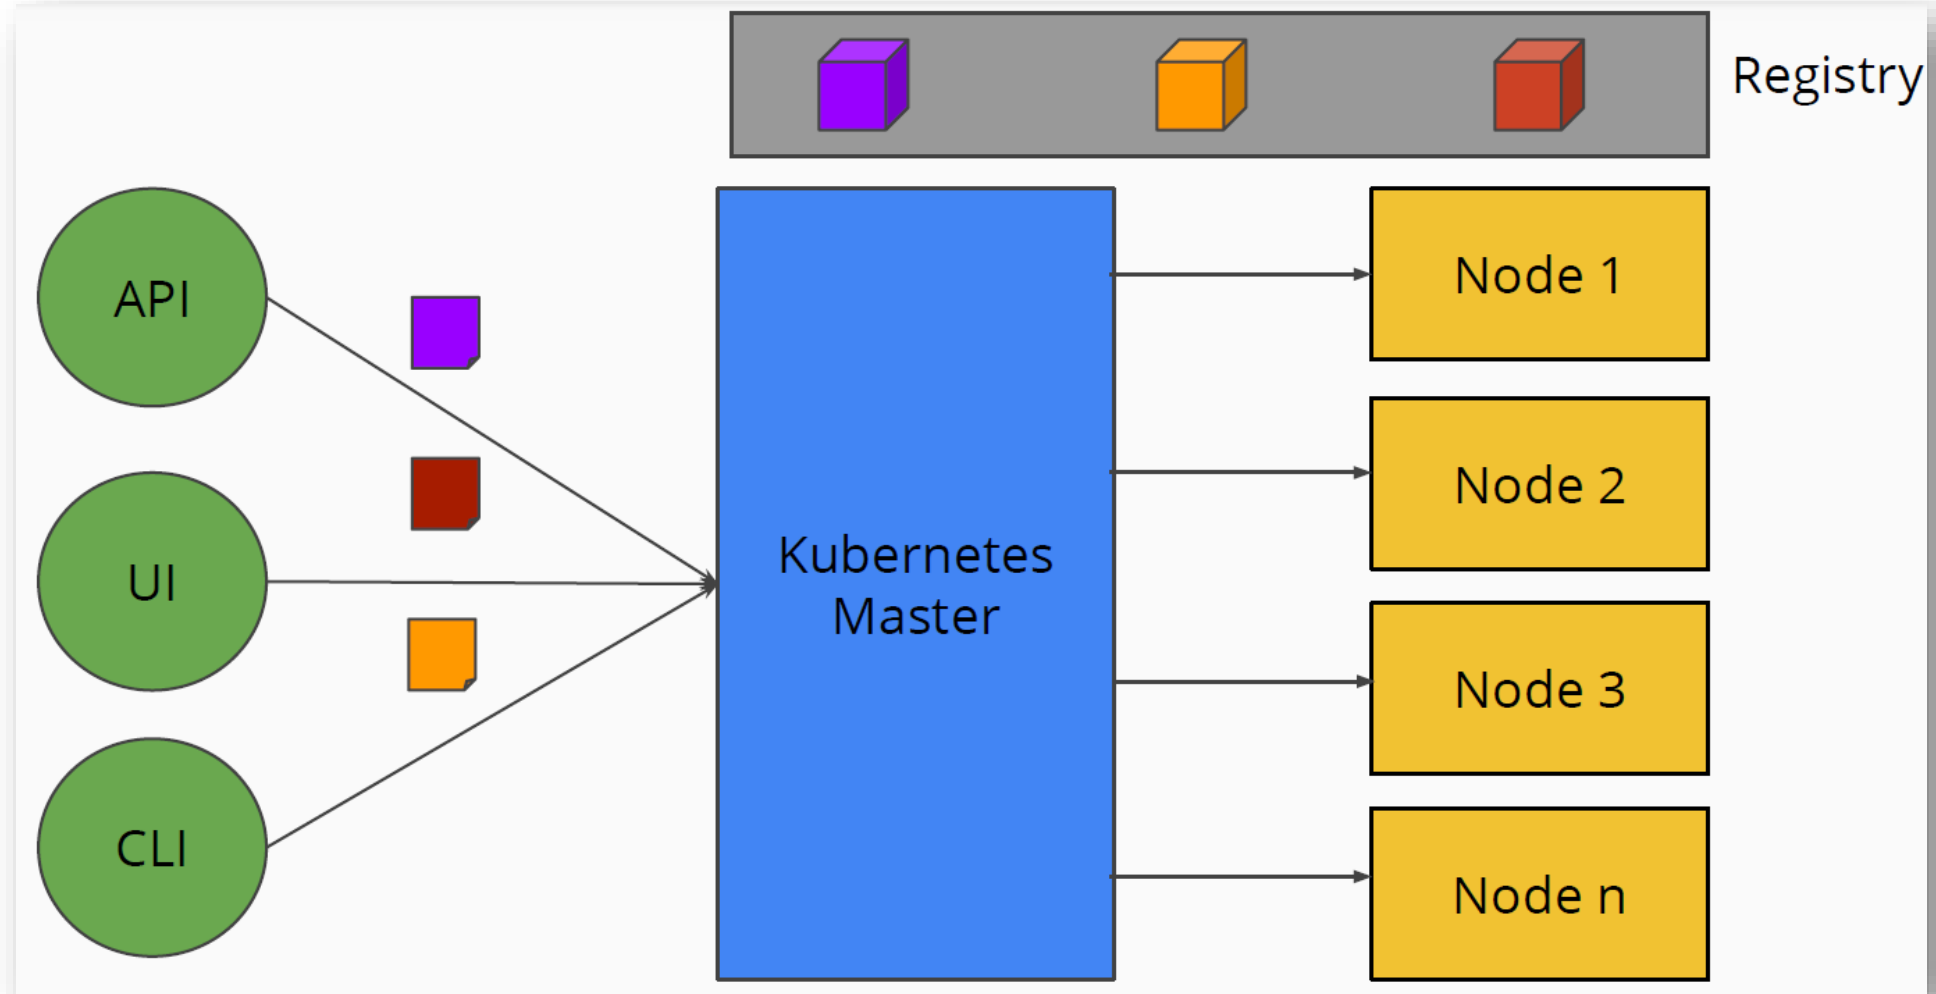 Registry
API
UI
CLI
Kubernetes
Master
Node 1
Node 2
Node 3
Node n